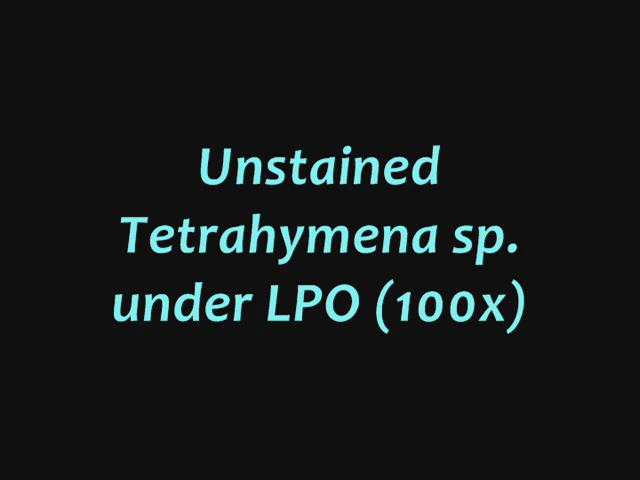 Unstained
Tetrahymena sp.
under LPO (100x)